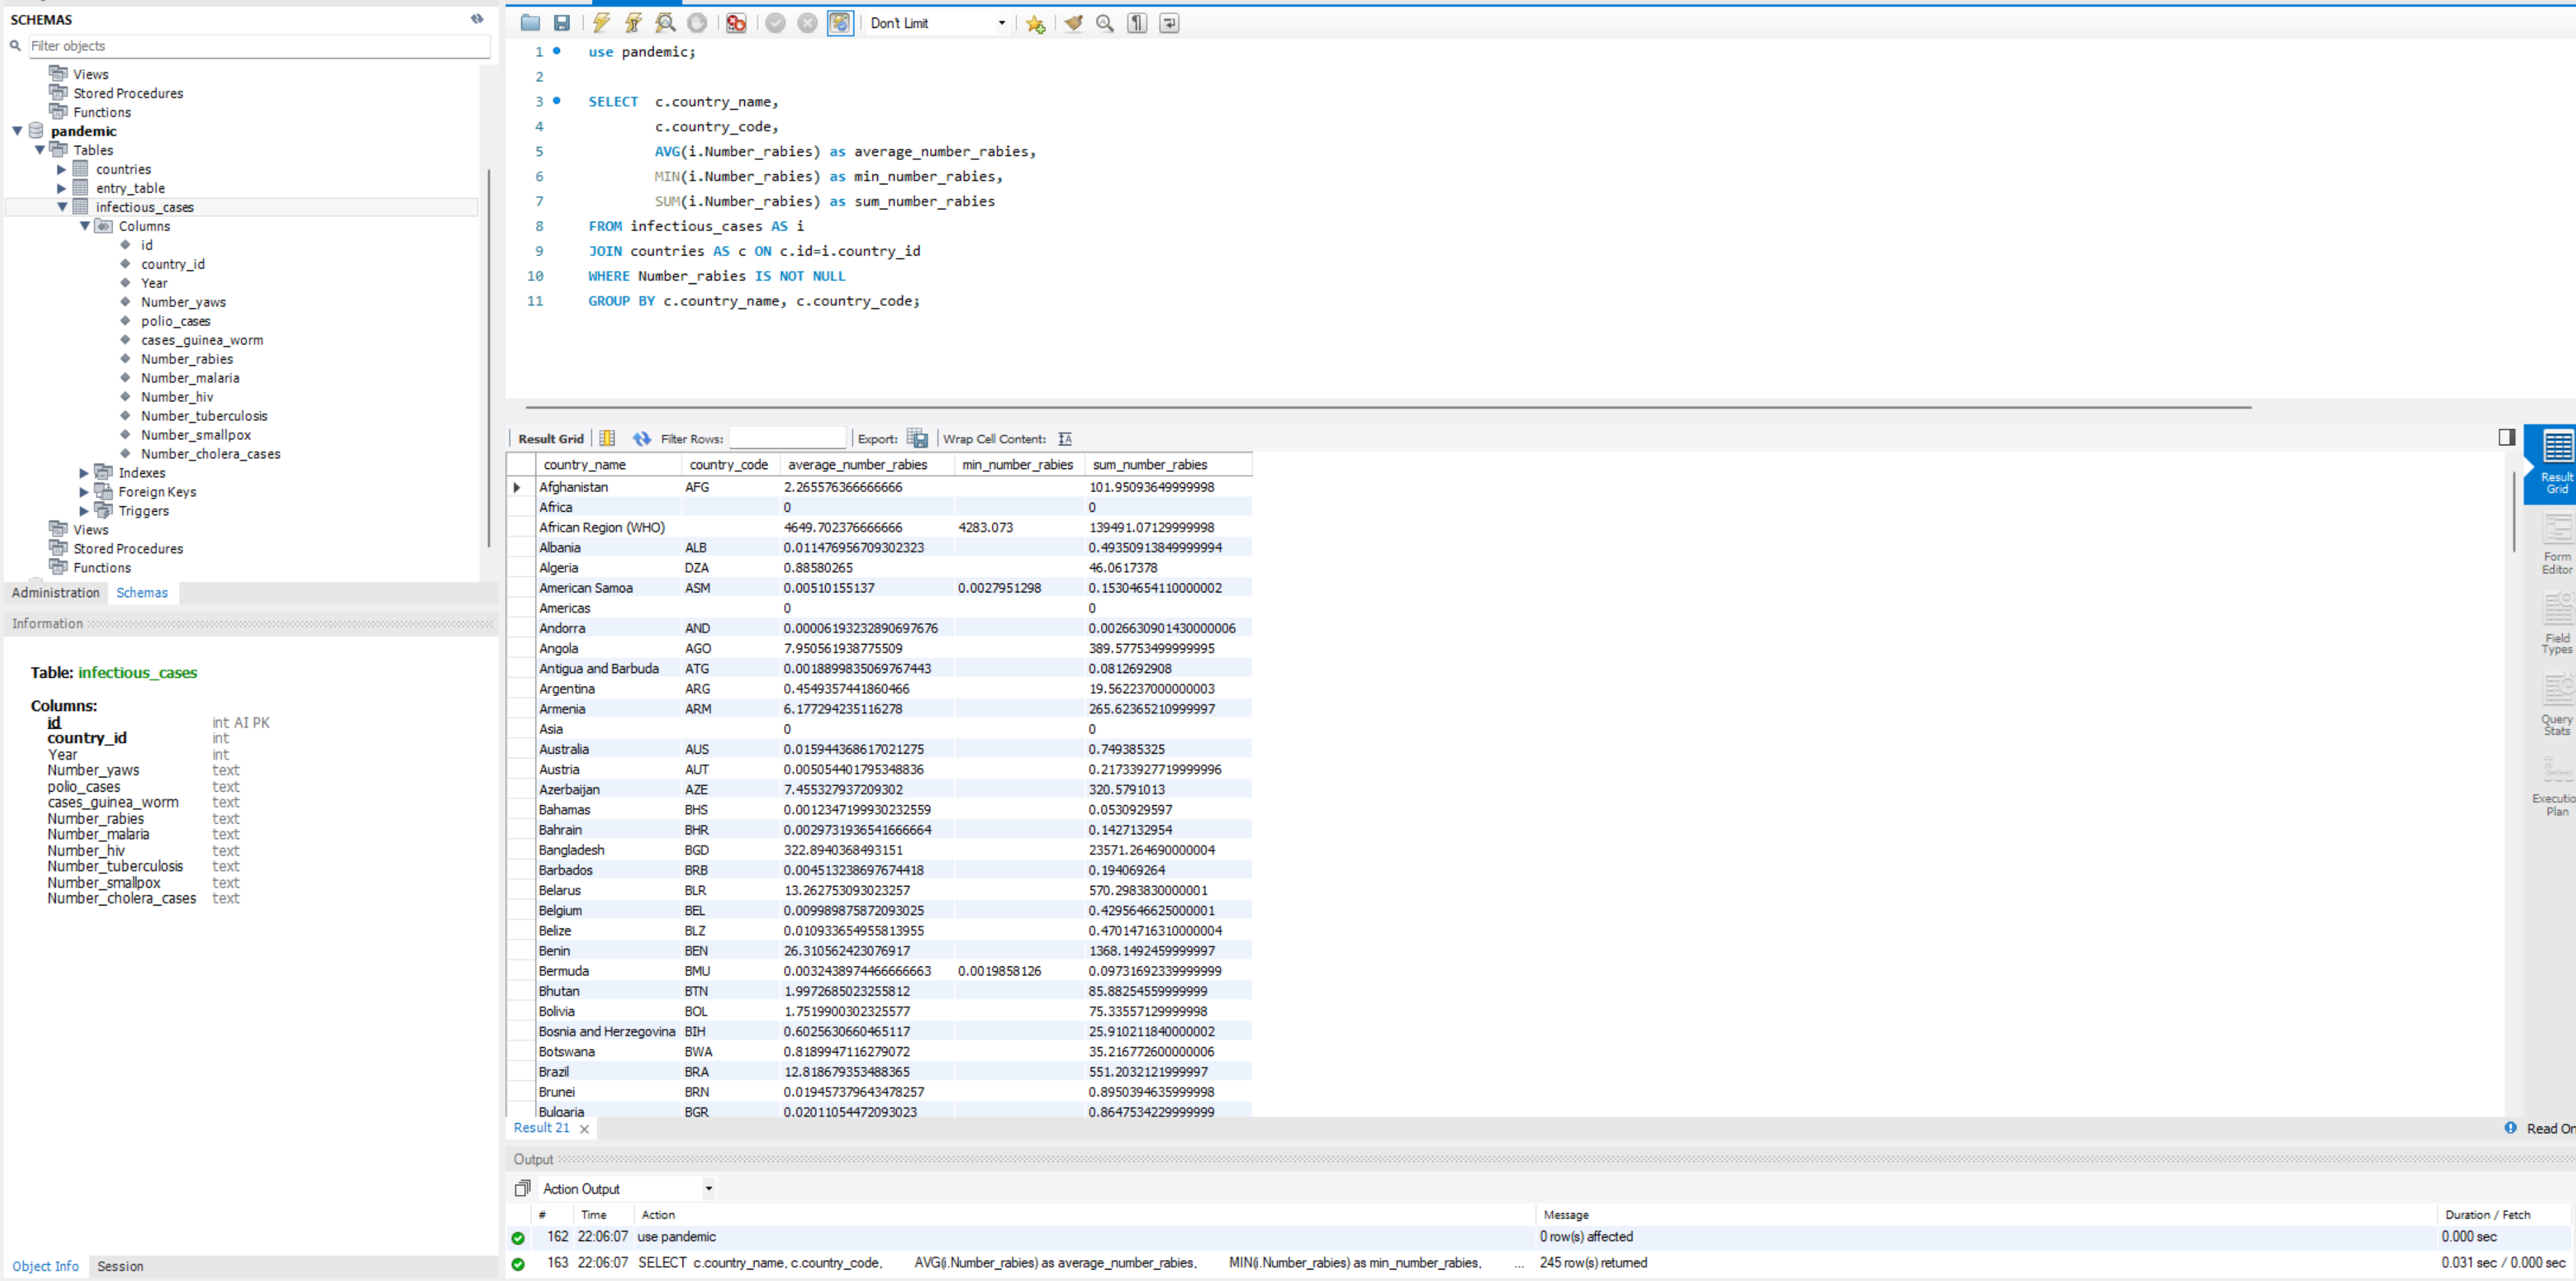 SCHEMAS
Filter objects
Views
Stored Procedures
Functions
pandemic
Tables
countries
entry_table
infectious_cases
Columns
id
country_id
Year
Number_yaws
polio_cases
cases_guinea_worm
Number_rabies
Number_malaria
Number_hiv
Number_tuberculosis
Number_smallpox
Number_cholera_cases
Indexes
Foreign Keys
Triggers
Views
Stored Procedures
Functions
Administration Schemas
Information
Table: infectious_cases
Columns:
id int AI PK
country_id int
Year int
Number_yaws text
polio_cases text
cases_guinea_worm text
Number_rabies text
Number_malaria text
Number_hiv text
Number_tuberculosis text
Number_smallpox text
Number_cholera_cases text
Object Info Session
Don't Limit
1 use pandemic;
2
3 SELECT c.country_name,
4 c.country_code,
5 AVG(i.Number_rabies) as average_number_rabies,
6 MIN(i.Number_rabies) as min_number_rabies,
7 SUM(i.Number_rabies) as sum_number_rabies
8 FROM infectious_cases AS i
9 JOIN countries AS c ON c.id=i.country_id
10 WHERE Number_rabies IS NOT NULL
11 GROUP BY c.country_name, c.country_code;
Result Grid Filter Rows: Export: Wrap Cell Content:
country_name country_code average_number_rabies min_number_rabies sum_number_rabies
Afghanistan AFG 2.265576366666666 101.95093649999998
Africa 0 0
African Region (WHO) 4649.702376666666 4283.073 139491.07129999998
Albania ALB 0.011476956709302323 0.49350913849999994
Algeria DZA 0.88580265 46.0617378
American Samoa ASM 0.00510155137 0.0027951298 0.15304654110000002
Americas 0 0
Andorra AND 0.00006193232890697676 0.0026630901430000006
Angola AGO 7.950561938775509 389.57753499999995
Antigua and Barbuda ATG 0.0018899835069767443 0.0812692908
Argentina ARG 0.4549357441860466 19.562237000000003
Armenia ARM 6.177294235116278 265.62365210999997
Asia 0 0
Australia AUS 0.015944368617021275 0.749385325
Austria AUT 0.005054401795348836 0.21733927719999996
Azerbaijan AZE 7.455327937209302 320.5791013
Bahamas BHS 0.0012347199930232559 0.0530929597
Bahrain BHR 0.0029731936541666664 0.1427132954
Bangladesh BGD 322.8940368493151 23571.264690000004
Barbados BRB 0.004513238697674418 0.194069264
Belarus BLR 13.262753093023257 570.2983830000001
Belgium BEL 0.009989875872093025 0.4295646625000001
Belize BLZ 0.010933654955813955 0.47014716310000004
Benin BEN 26.310562423076917 1368.1492459999997
Bermuda BMU 0.0032438974466666663 0.0019858126 0.09731692339999999
Bhutan BTN 1.9972685023255812 85.88254559999999
Bolivia BOL 1.7519900302325577 75.33557129999998
Bosnia and Herzegovina BIH 0.6025630660465117 25.910211840000002
Botswana BWA 0.8189947116279072 35.216772600000006
Brazil BRA 12.818679353488365 551.2032121999997
Brunei BRN 0.019457379643478257 0.8950394635999998
Bulgaria BGR 0.02011054472093023 0.8647534229999999
Result
Grid
Form
Editor
Field
Types
Query
Stats
Executio
Plan
Result 21
Read On
Output
Action Output
# Time Action Message Duration / Fetch
162 22:06:07 use pandemic 0 row(s) affected 0.000 sec
163 22:06:07 SELECT c.country_name, c.country_code, AVG(i.Number_rabies) as average_number_rabies, MIN(i.Number_rabies) as min_number_rabies, ... 245 row(s) returned 0.031 sec / 0.000 sec